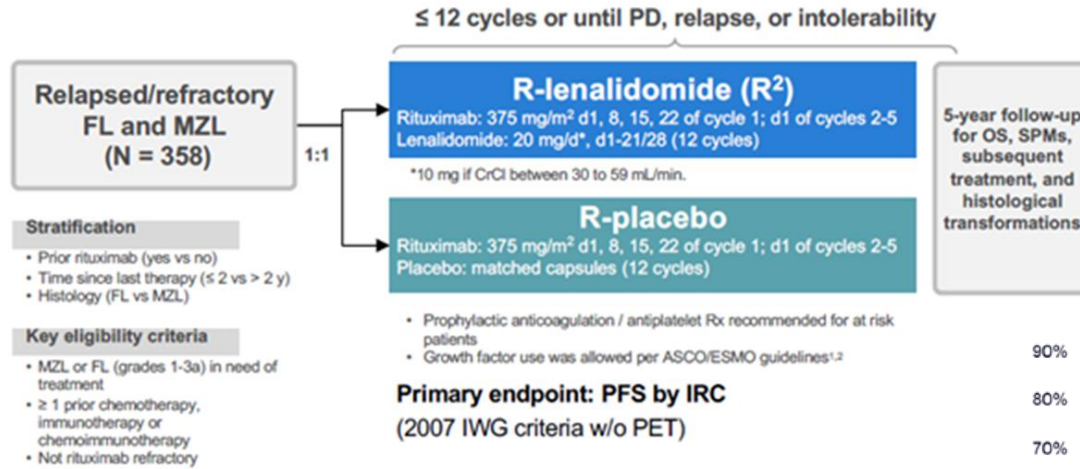 ≤ 12 cycles or until PD, relapse, or intolerability
Relapsed/refractory
FL and MZL
(N = 358)
1:1
R-lenalidomide (R²)
Rituximab: 375 mg/m² d1, 8, 15, 22 of cycle 1; d1 of cycles 2-5
Lenalidomide: 20 mg/d*, d1-21/28 (12 cycles)
*10 mg if CrCl between 30 to 59 mL/min.
R-placebo
Rituximab: 375 mg/m² d1, 8, 15, 22 of cycle 1; d1 of cycles 2-5
Placebo: matched capsules (12 cycles)
5-year follow-up
for OS, SPMs,
subsequent
treatment, and
histological
transformations
Stratification
• Prior rituximab (yes vs no)
• Time since last therapy (≤ 2 vs > 2 y)
• Histology (FL vs MZL)
Key eligibility criteria
• MZL or FL (grades 1-3a) in need of
treatment
• ≥ 1 prior chemotherapy,
immunotherapy or
chemoimmunotherapy
• Not rituximab refractory
• Prophylactic anticoagulation / antiplatelet Rx recommended for at risk
patients
• Growth factor use was allowed per ASCO/ESMO guidelines¹,²
Primary endpoint: PFS by IRC
(2007 IWG criteria w/o PET)
90%
80%
70%